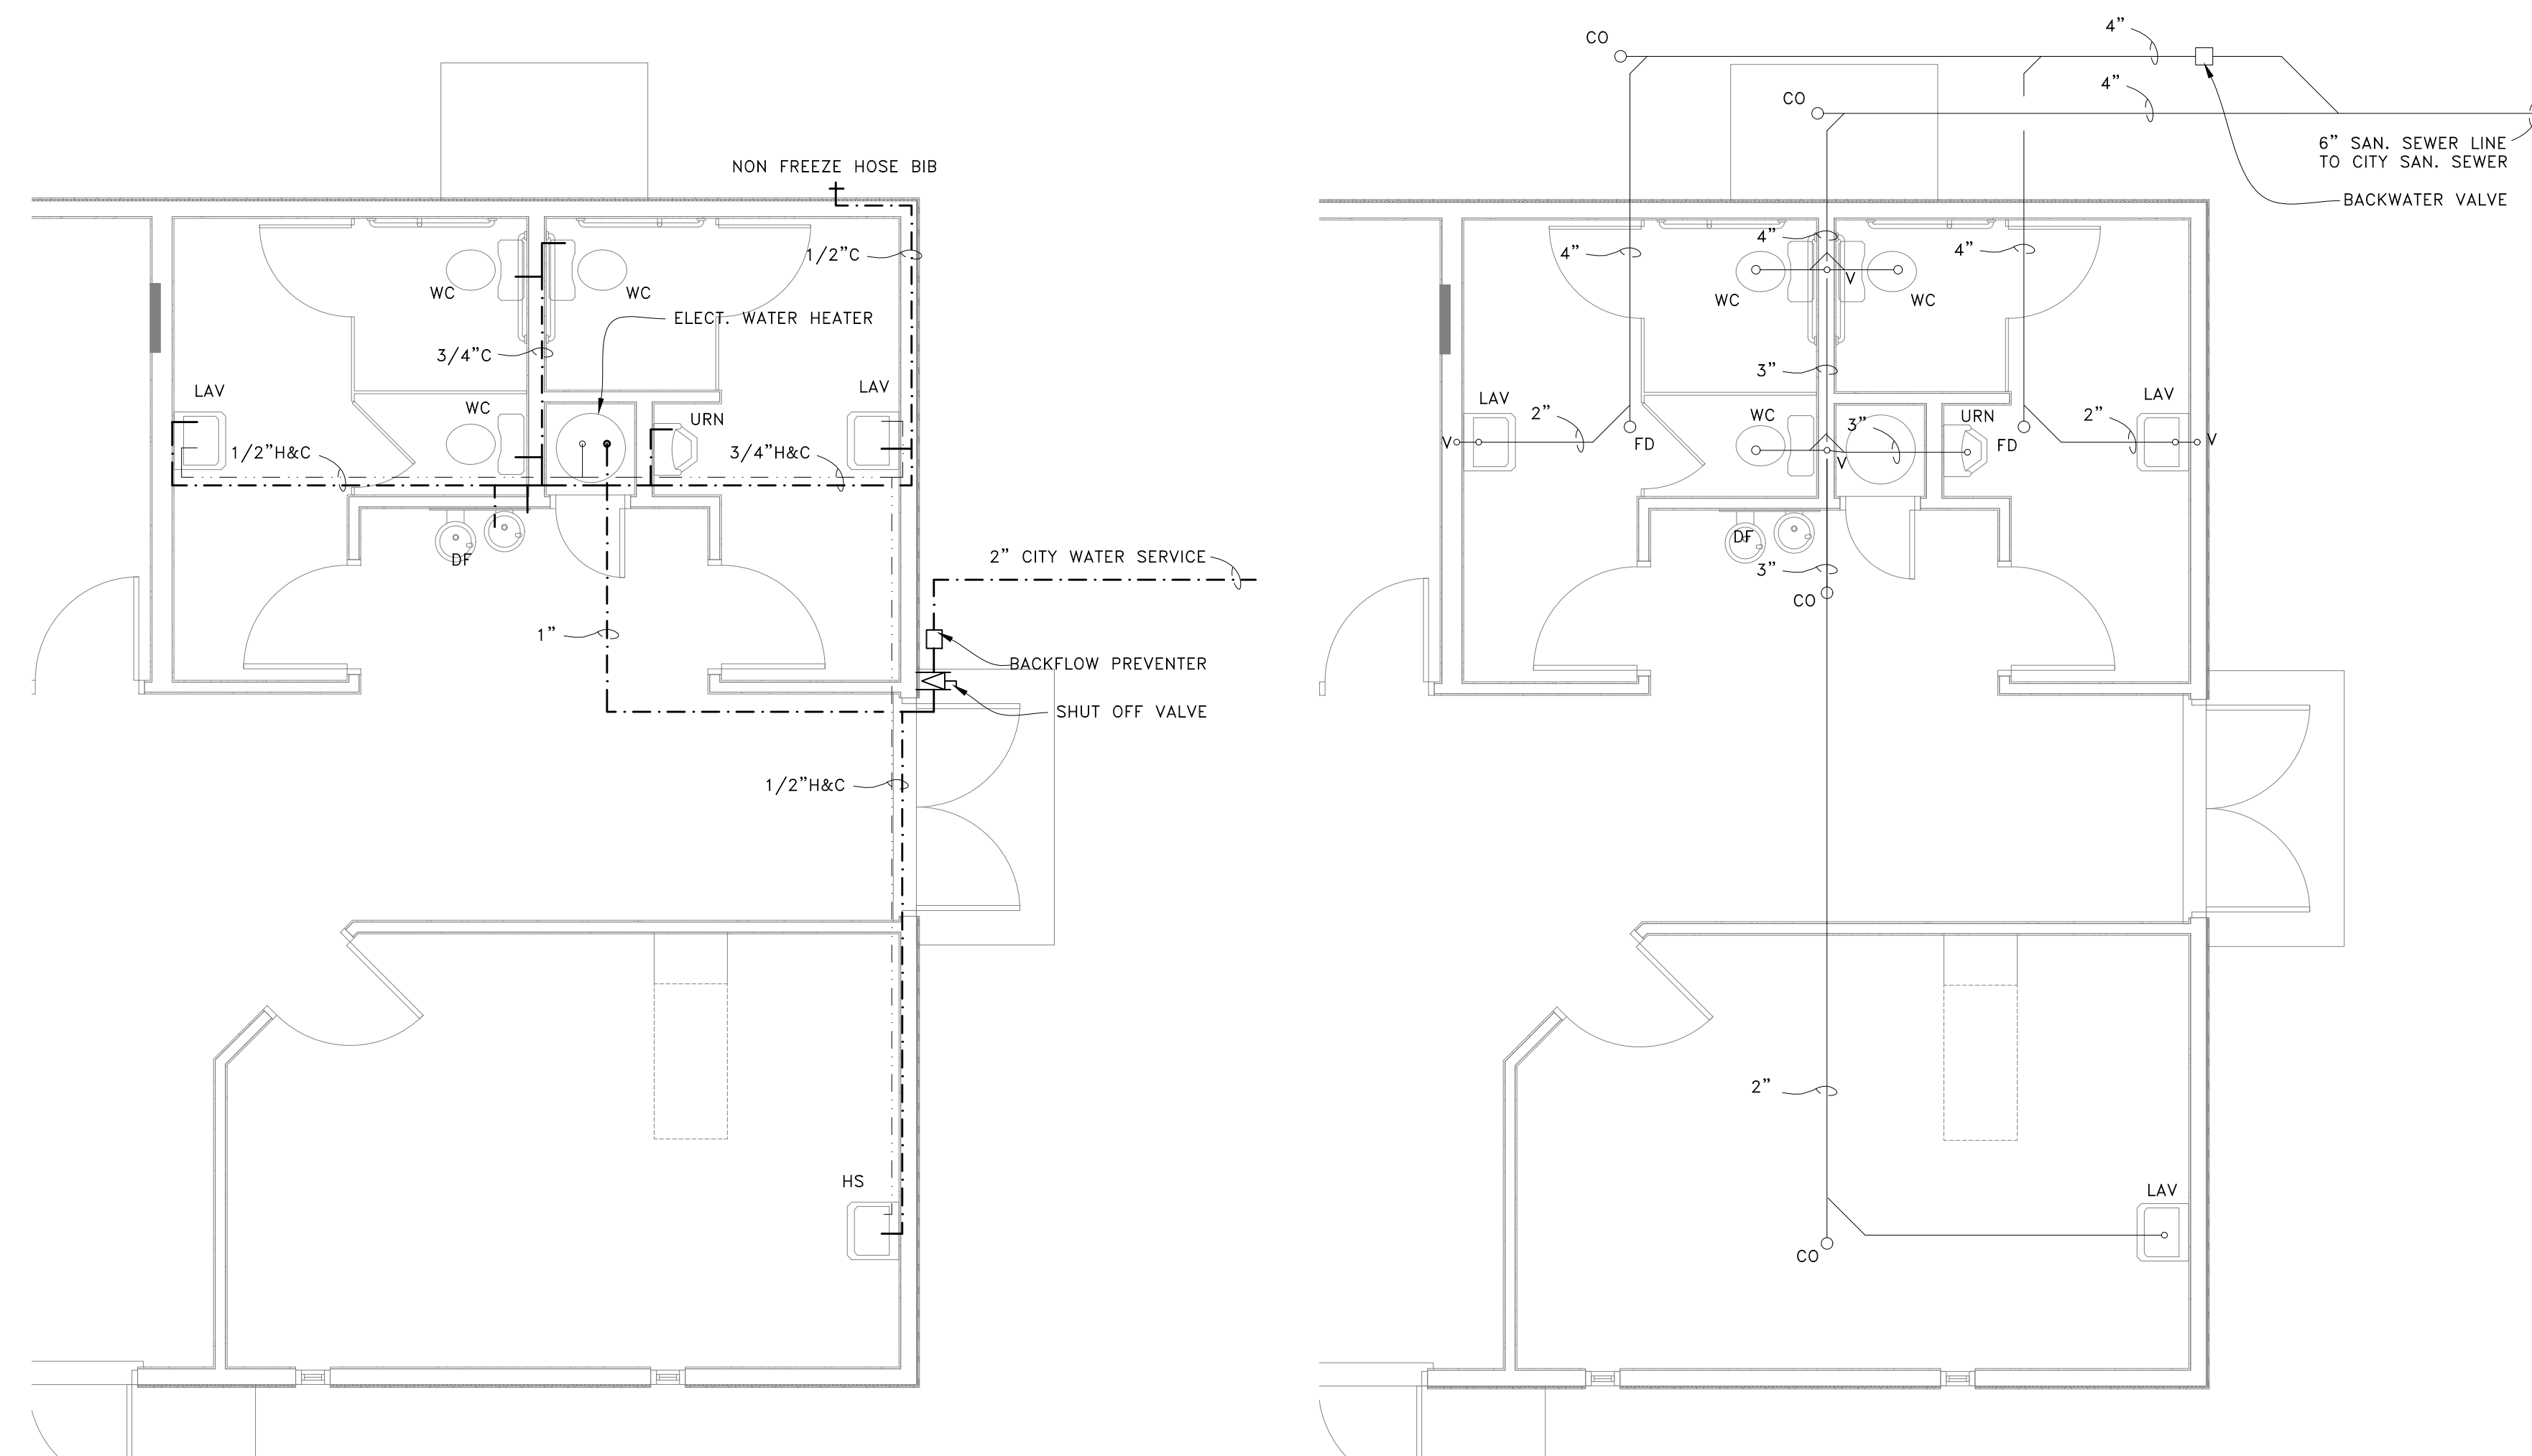 NON FREEZE HOSE BIB
1/2”C
WC
WC
ELECT. WATER HEATER
3/4”C
LAV
LAV
WC
URN
1/2”H&C
3/4”H&C
DF
2” CITY WATER SERVICE
1”
BACKFLOW PREVENTER
SHUT OFF VALVE
1/2”H&C
HS
4”
CO
4”
CO
6” SAN. SEWER LINE
TO CITY SAN. SEWER
BACKWATER VALVE
4”
4”
4”
V
WC
WC
3”
LAV
LAV
2”
WC
3”
URN
2”
V
FD
V
FD
V
DF
3”
CO
2”
LAV
CO